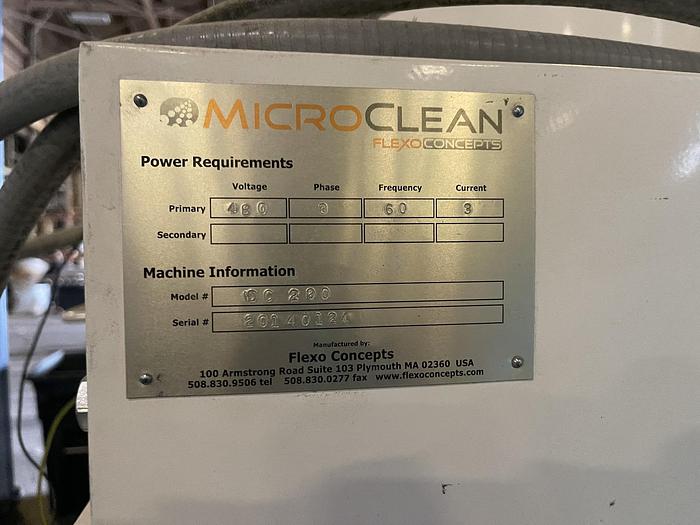 MICROCLEAN
FLEXOCONCEPTS
Power Requirements
Voltage Phase Frequency Current
Primary 480 3 60 3
Secondary
Machine Information
Model # 200
Serial #
Manufactured by:
Flexo Concepts
100 Armstrong Road Suite 103 Plymouth MA 02360 USA
508.830.9506 tel 508.830.0277 fax www.flexoconcepts.com